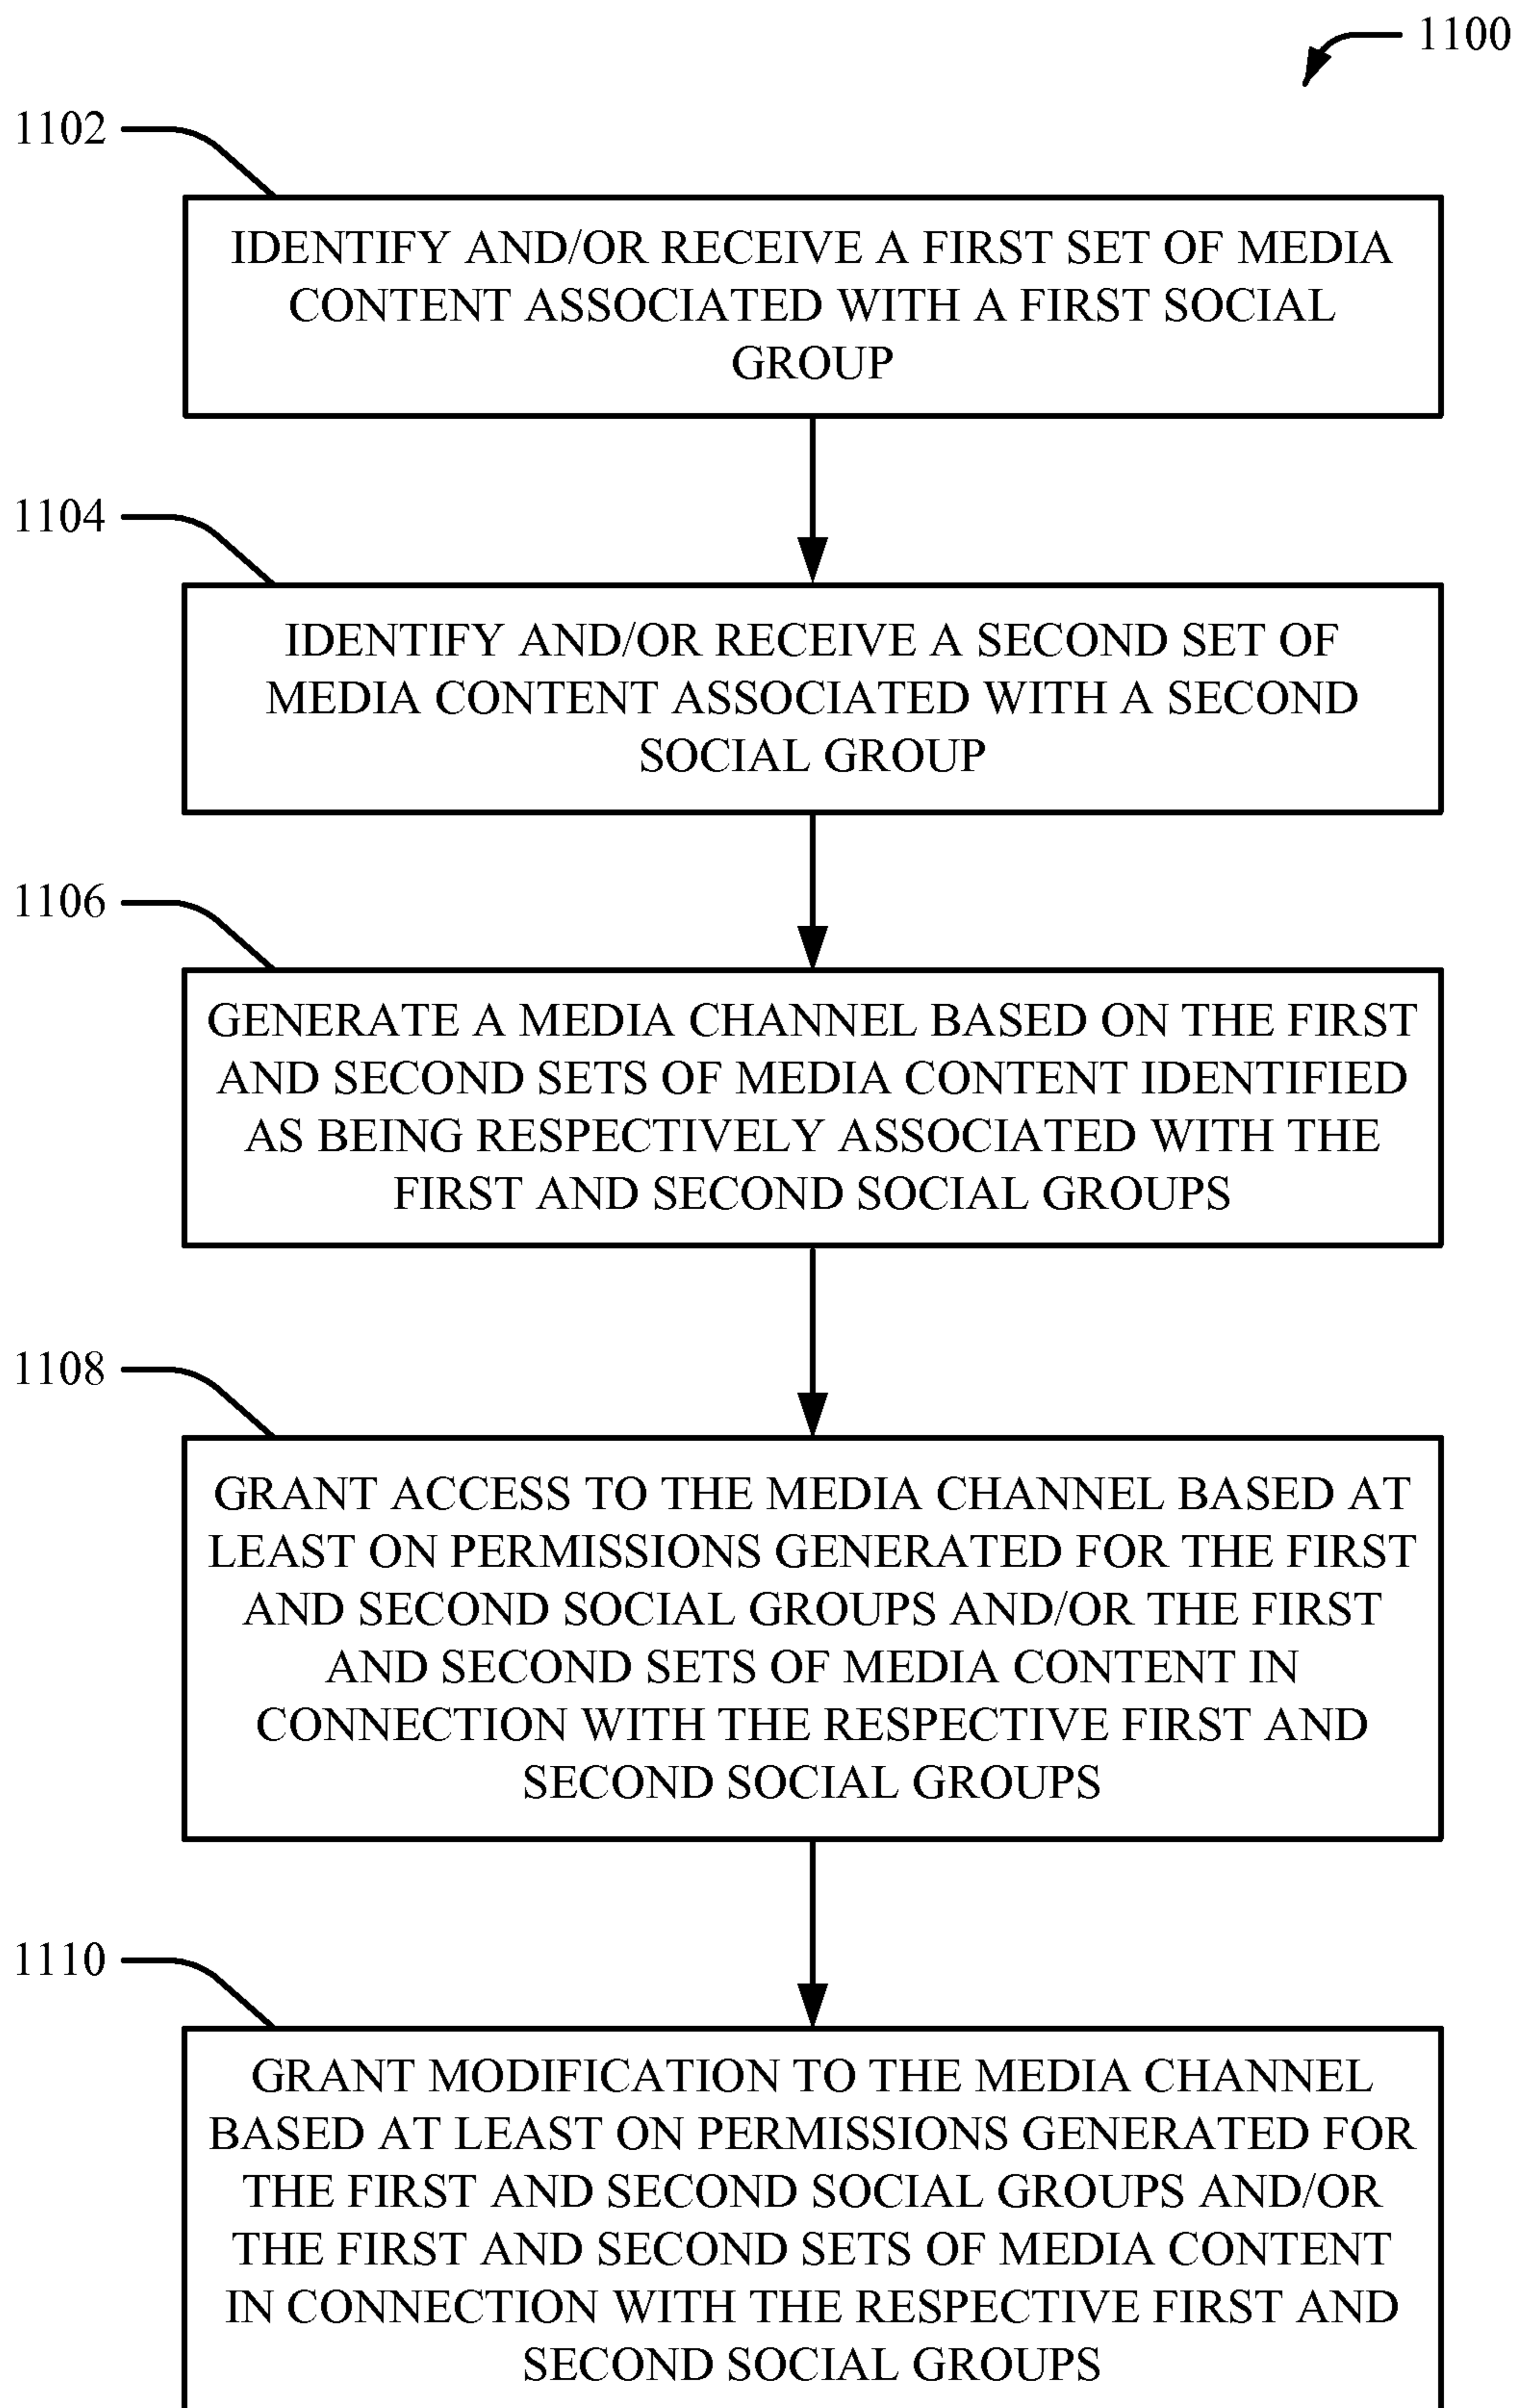 1100
1102
IDENTIFY AND/OR RECEIVE A FIRST SET OF MEDIA
CONTENT ASSOCIATED WITH A FIRST SOCIAL
GROUP
1104
IDENTIFY AND/OR RECEIVE A SECOND SET OF
MEDIA CONTENT ASSOCIATED WITH A SECOND
SOCIAL GROUP
1106
GENERATE A MEDIA CHANNEL BASED ON THE FIRST
AND SECOND SETS OF MEDIA CONTENT IDENTIFIED
AS BEING RESPECTIVELY ASSOCIATED WITH THE
FIRST AND SECOND SOCIAL GROUPS
1108
GRANT ACCESS TO THE MEDIA CHANNEL BASED AT
LEAST ON PERMISSIONS GENERATED FOR THE FIRST
AND SECOND SOCIAL GROUPS AND/OR THE FIRST
AND SECOND SETS OF MEDIA CONTENT IN
CONNECTION WITH THE RESPECTIVE FIRST AND
SECOND SOCIAL GROUPS
1110
GRANT MODIFICATION TO THE MEDIA CHANNEL
BASED AT LEAST ON PERMISSIONS GENERATED FOR
THE FIRST AND SECOND SOCIAL GROUPS AND/OR
THE FIRST AND SECOND SETS OF MEDIA CONTENT
IN CONNECTION WITH THE RESPECTIVE FIRST AND
SECOND SOCIAL GROUPS